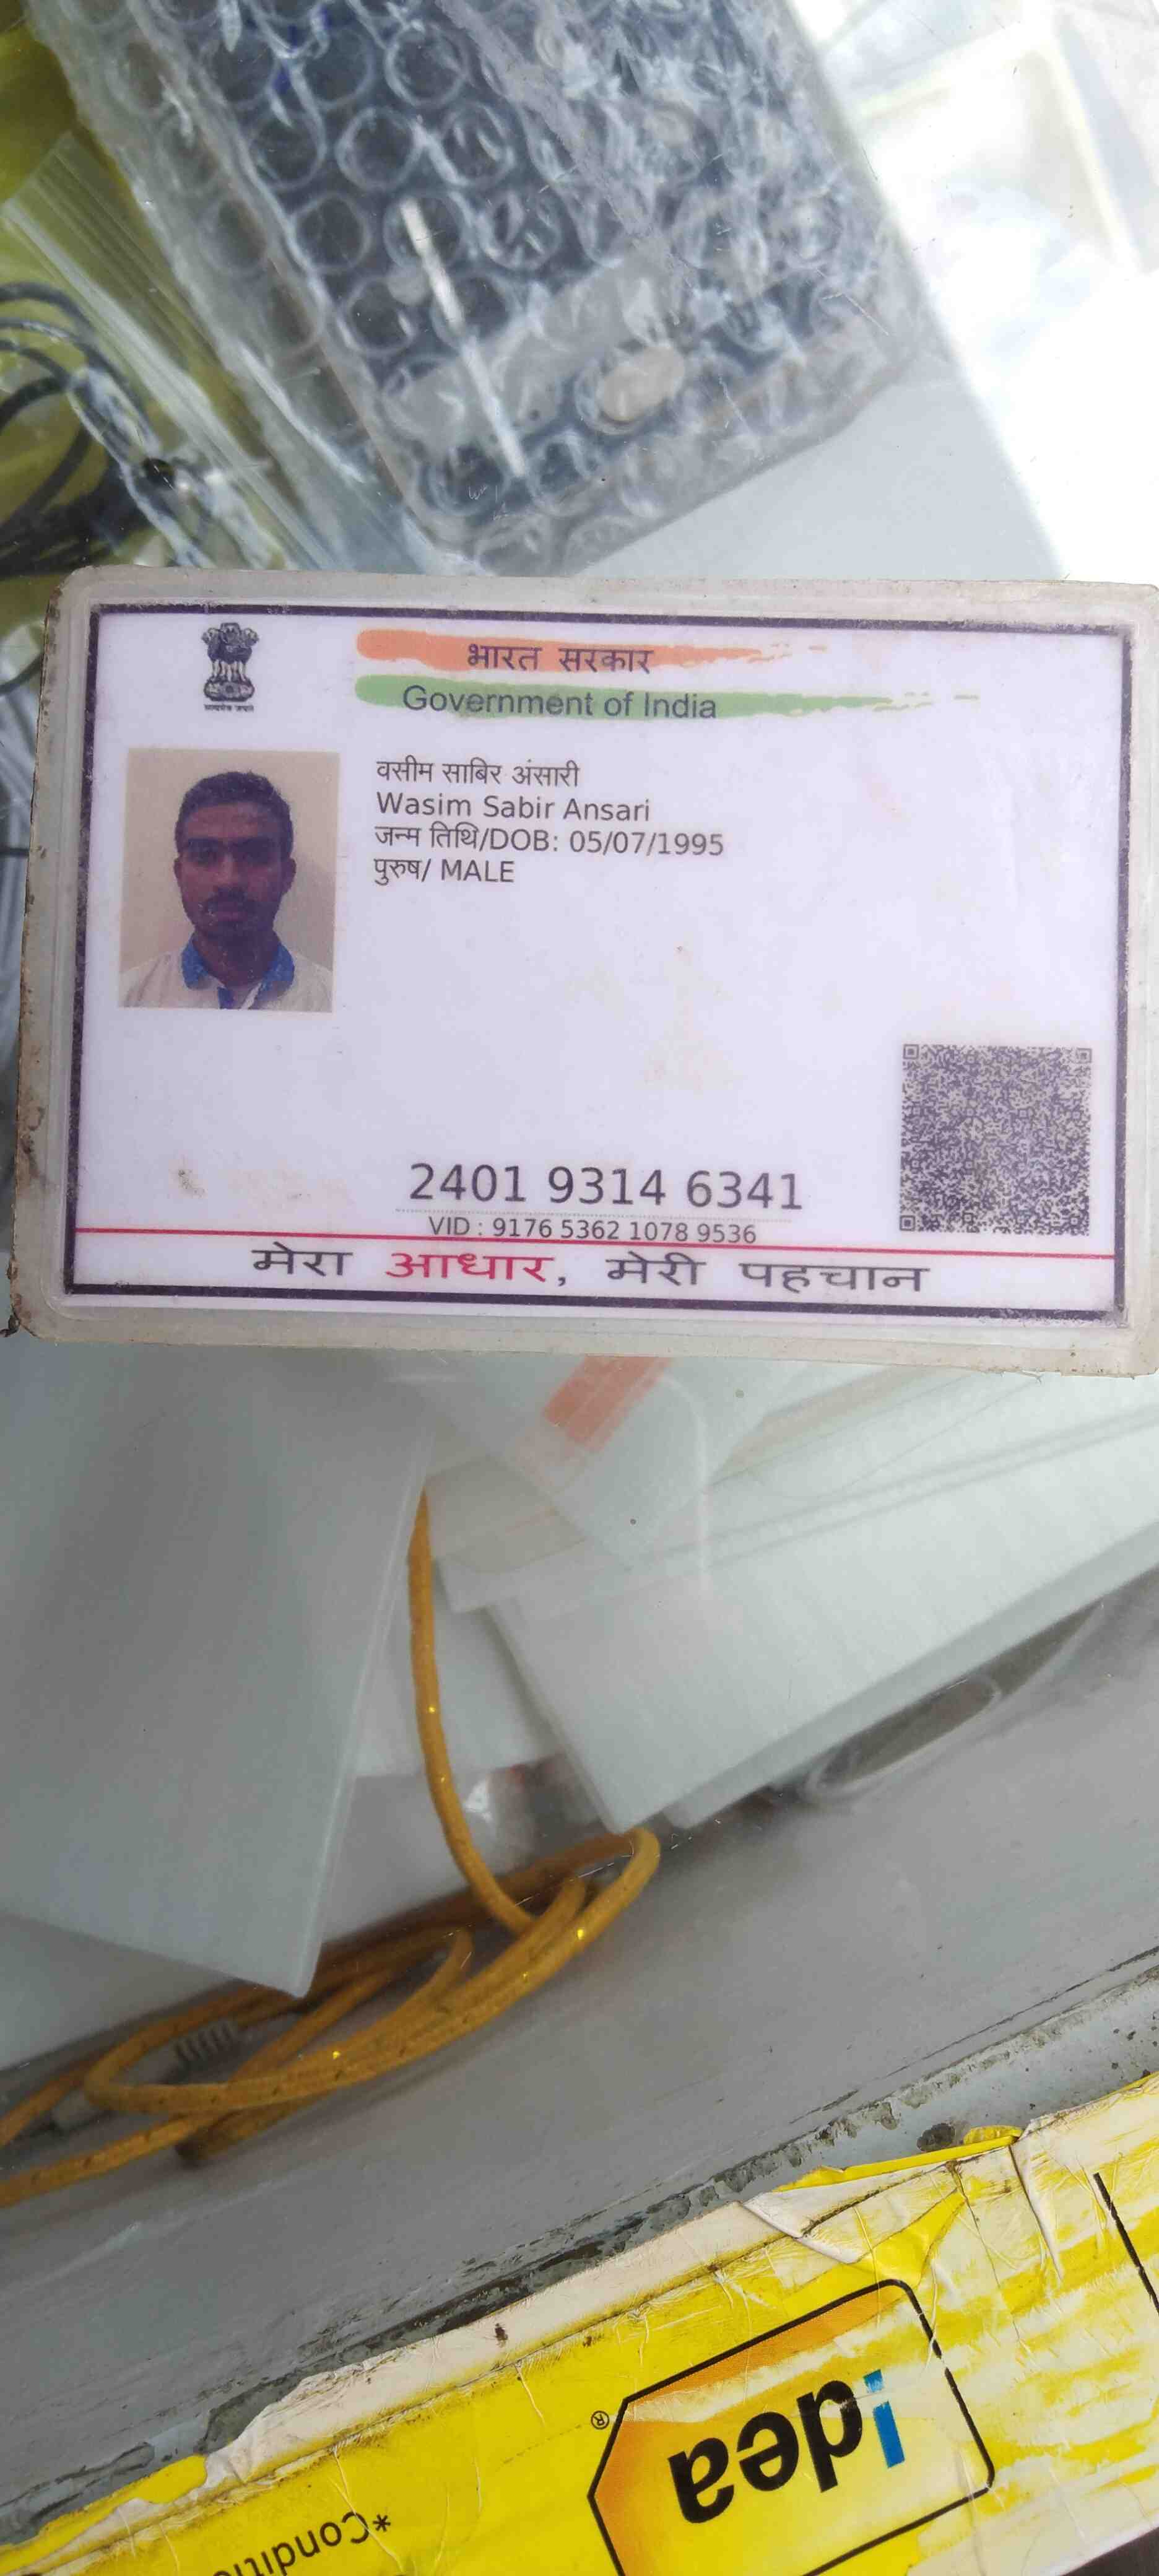 सत्यमेव जयते
भारत सरकार
Government of India
वसीम साबिर अंसारी
Wasim Sabir Ansari
जन्म तिथि/DOB: 05/07/1995
पुरुष/ MALE
2401 9314 6341
VID : 9176 5362 1078 9536
मेरा आधार, मेरी पहचान
idea
®